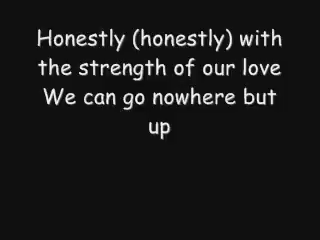 Honestly (honestly) with
the strength of our love
We can go nowhere but
up